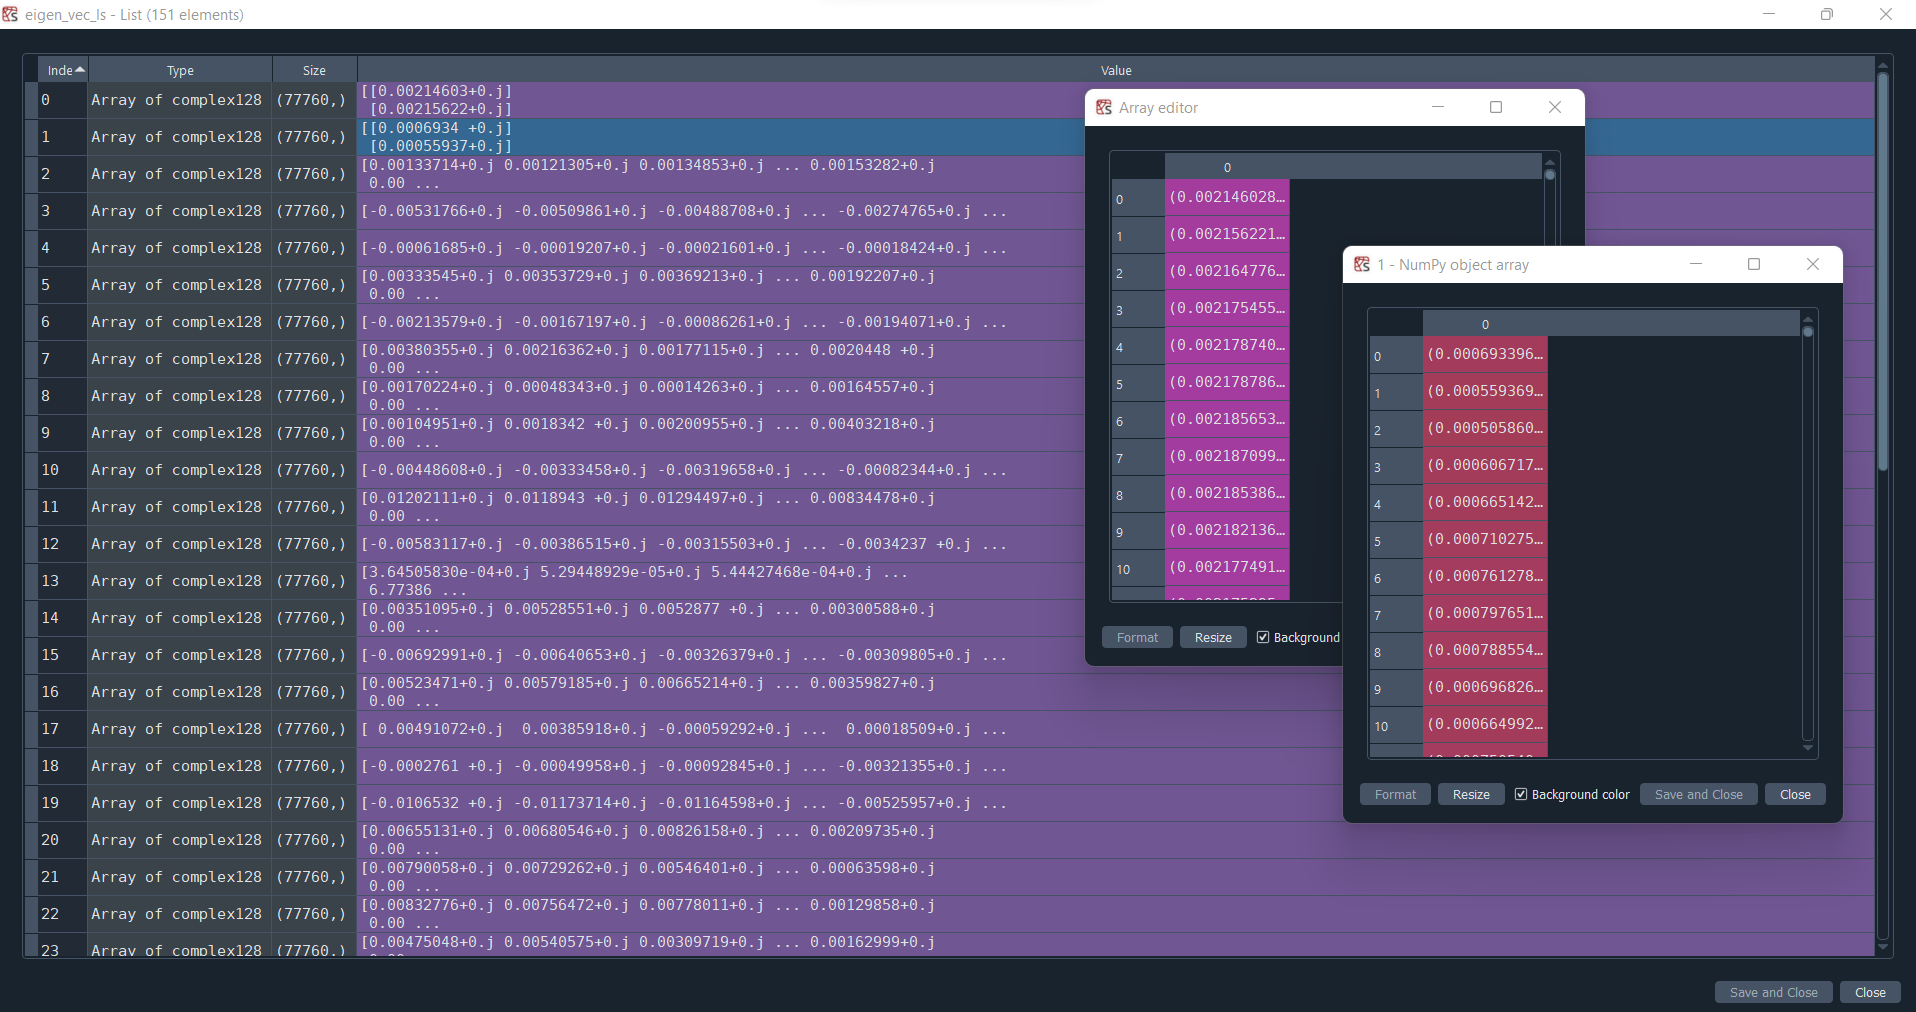 eigen_vec_ls - List (151 elements)
Inde Type Size Value
0 Array of complex128 (77760,) [[0.00214603+0.j]
[0.00215622+0.j]
1 Array of complex128 (77760,) [[0.0006934 +0.j]
[0.00055937+0.j]
2 Array of complex128 (77760,) [0.00133714+0.j 0.00121305+0.j 0.00134853+0.j ... 0.00153282+0.j
0.00 ...
3 Array of complex128 (77760,) [-0.00531766+0.j -0.00509861+0.j -0.00488708+0.j ... -0.00274765+0.j ...
4 Array of complex128 (77760,) [-0.00061685+0.j -0.00019207+0.j -0.00021601+0.j ... -0.00018424+0.j ...
5 Array of complex128 (77760,) [0.00333545+0.j 0.00353729+0.j 0.00369213+0.j ... 0.00192207+0.j
0.00 ...
6 Array of complex128 (77760,) [-0.00213579+0.j -0.00167197+0.j -0.00086261+0.j ... -0.00194071+0.j ...
7 Array of complex128 (77760,) [0.00380355+0.j 0.00216362+0.j 0.00177115+0.j ... 0.0020448 +0.j
0.00 ...
8 Array of complex128 (77760,) [0.00170224+0.j 0.00048343+0.j 0.00014263+0.j ... 0.00164557+0.j
0.00 ...
9 Array of complex128 (77760,) [0.00104951+0.j 0.0018342 +0.j 0.00200955+0.j ... 0.00403218+0.j
0.00 ...
10 Array of complex128 (77760,) [-0.00448608+0.j -0.00333458+0.j -0.00319658+0.j ... -0.00082344+0.j ...
11 Array of complex128 (77760,) [0.01202111+0.j 0.0118943 +0.j 0.01294497+0.j ... 0.00834478+0.j
0.00 ...
12 Array of complex128 (77760,) [-0.00583117+0.j -0.00386515+0.j -0.00315503+0.j ... -0.0034237 +0.j ...
13 Array of complex128 (77760,) [3.64505830e-04+0.j 5.29448929e-05+0.j 5.44427468e-04+0.j ...
6.77386 ...
14 Array of complex128 (77760,) [0.00351095+0.j 0.00528551+0.j 0.0052877 +0.j ... 0.00300588+0.j
0.00 ...
15 Array of complex128 (77760,) [-0.00692991+0.j -0.00640653+0.j -0.00326379+0.j ... -0.00309805+0.j ...
16 Array of complex128 (77760,) [0.00523471+0.j 0.00579185+0.j 0.00665214+0.j ... 0.00359827+0.j
0.00 ...
17 Array of complex128 (77760,) [ 0.00491072+0.j 0.00385918+0.j -0.00059292+0.j ... 0.00018509+0.j ...
18 Array of complex128 (77760,) [-0.0002761 +0.j -0.00049958+0.j -0.00092845+0.j ... -0.00321355+0.j ...
19 Array of complex128 (77760,) [-0.0106532 +0.j -0.01173714+0.j -0.01164598+0.j ... -0.00525957+0.j ...
20 Array of complex128 (77760,) [0.00655131+0.j 0.00680546+0.j 0.00826158+0.j ... 0.00209735+0.j
0.00 ...
21 Array of complex128 (77760,) [0.00790058+0.j 0.00729262+0.j 0.00546401+0.j ... 0.00063598+0.j
0.00 ...
22 Array of complex128 (77760,) [0.00832776+0.j 0.00756472+0.j 0.00778011+0.j ... 0.00129858+0.j
0.00 ...
23 Array of complex128 (77760,) [0.00475048+0.j 0.00540575+0.j 0.00309719+0.j ... 0.00162999+0.j
Save and Close Close
Array editor
0
0 (0.002146028...
1 (0.002156221...
2 (0.002164776...
3 (0.002175455...
4 (0.002178740...
5 (0.002178786...
6 (0.002185653...
7 (0.002187099...
8 (0.002185386...
9 (0.002182136...
10 (0.002177491...
Format Resize Background
1 - NumPy object array
0
0 (0.000693396...
1 (0.000559369...
2 (0.000505860...
3 (0.000606717...
4 (0.000665142...
5 (0.000710275...
6 (0.000761278...
7 (0.000797651...
8 (0.000788554...
9 (0.000696826...
10 (0.000664992...
Format Resize Background color Save and Close Close